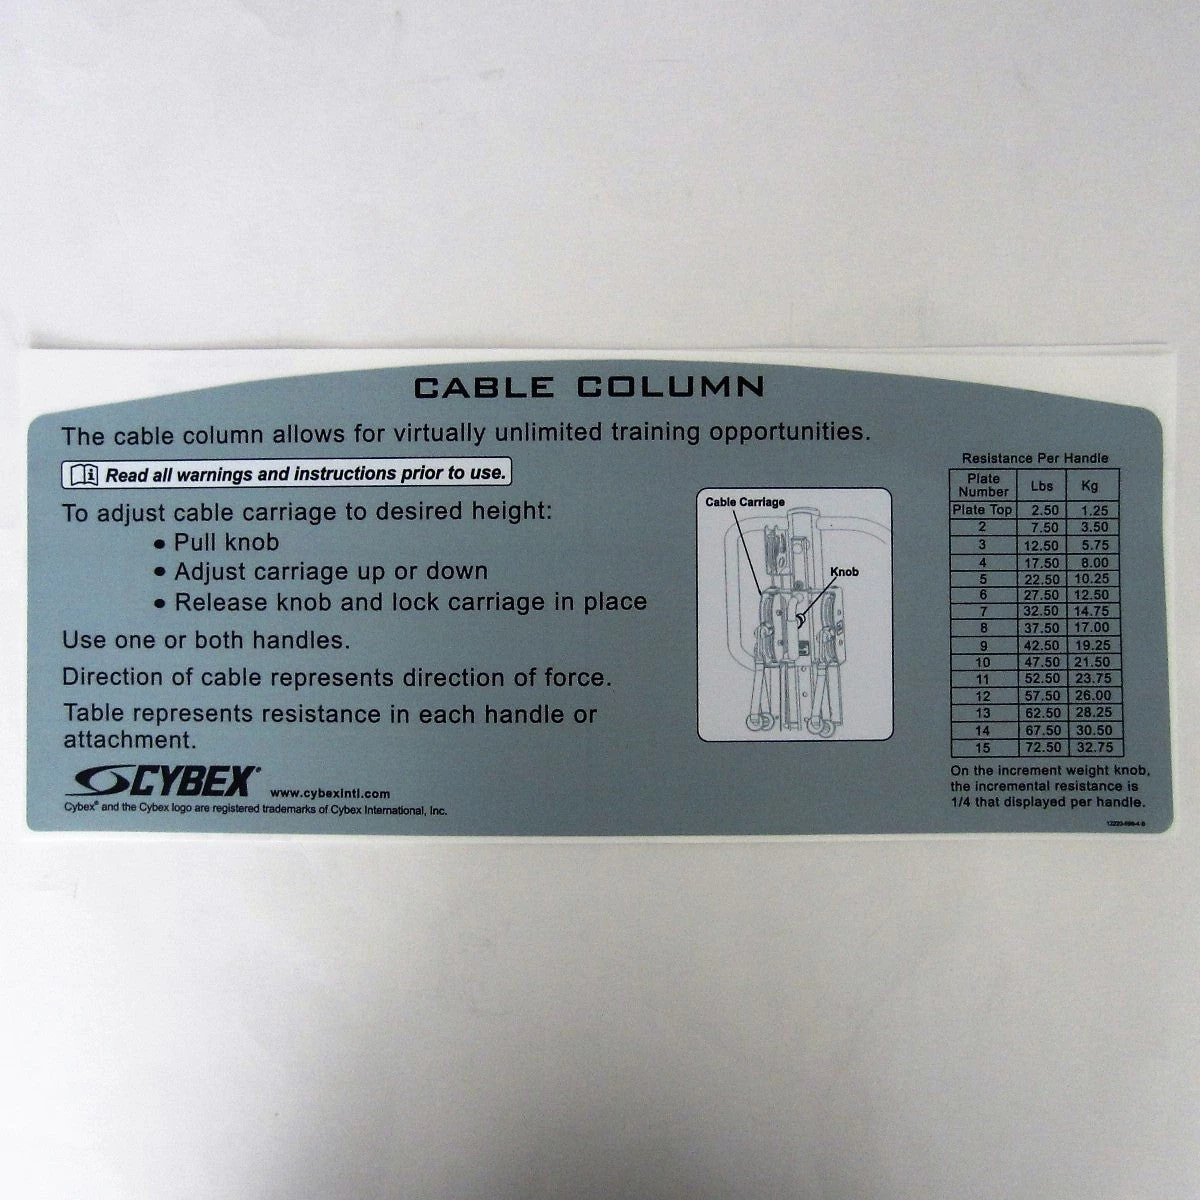 CABLE COLUMN
The cable column allows for virtually unlimited training opportunities.
Read all warnings and instructions prior to use.
To adjust cable carriage to desired height:
• Pull knob
• Adjust carriage up or down
• Release knob and lock carriage in place
Use one or both handles.
Direction of cable represents direction of force.
Table represents resistance in each handle or
attachment.
CYBEX® www.cybexintl.com
Cybex® and the Cybex logo are registered trademarks of Cybex International, Inc.
Cable Carriage
Knob
Resistance Per Handle
Plate Number Lbs Kg
Plate Top 2.50 1.25
2 7.50 3.50
3 12.50 5.75
4 17.50 8.00
5 22.50 10.25
6 27.50 12.50
7 32.50 14.75
8 37.50 17.00
9 42.50 19.25
10 47.50 21.50
11 52.50 23.75
12 57.50 26.00
13 62.50 28.25
14 67.50 30.50
15 72.50 32.75
On the increment weight knob,
the incremental resistance is
1/4 that displayed per handle.